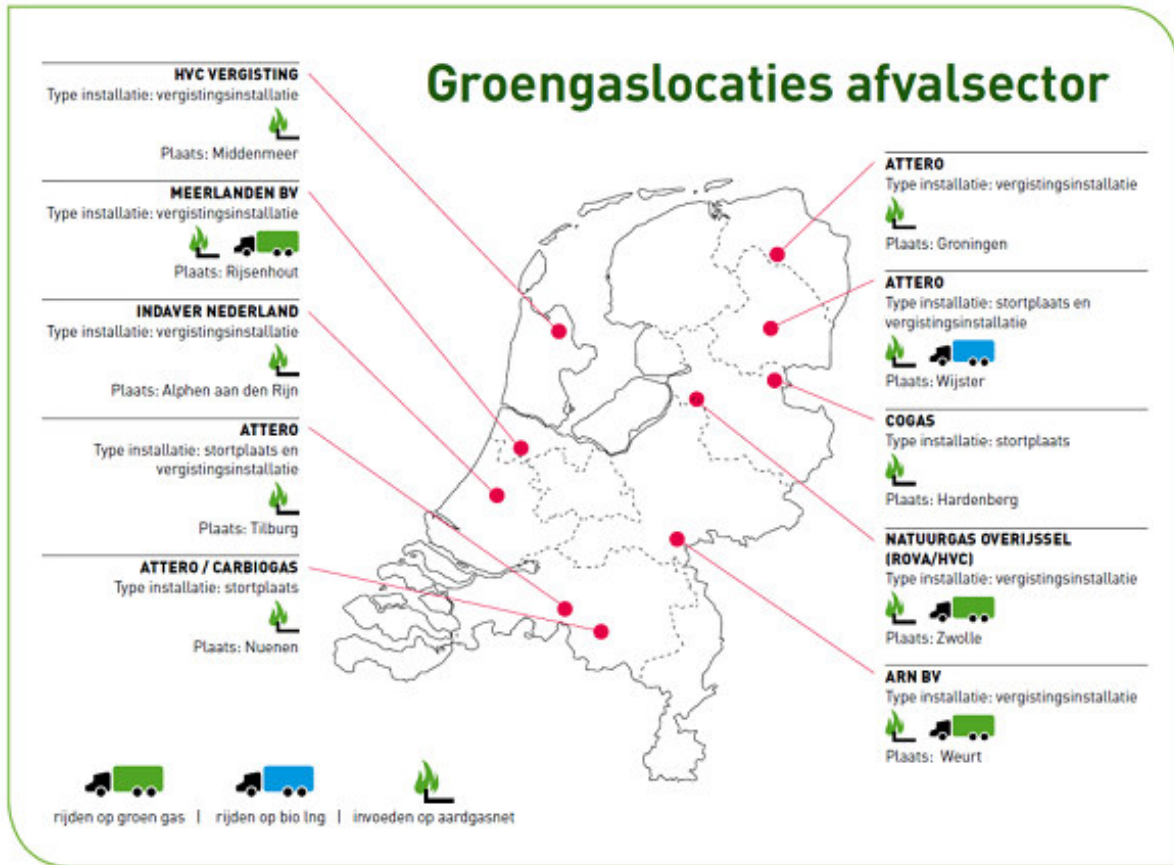 Groengaslocaties afvalsector
HVC VERGISTING
Type installatie: vergistingsinstallatie
Plaats: Middenmeer
MEERLANDEN BV
Type installatie: vergistingsinstallatie
Plaats: Rijsenhout
INDAVER NEDERLAND
Type installatie: vergistingsinstallatie
Plaats: Alphen aan den Rijn
ATTERO
Type installatie: stortplaats en
vergistingsinstallatie
Plaats: Tilburg
ATTERO / CARBIOGAS
Type installatie: stortplaats
Plaats: Nuenen
ATTERO
Type installatie: vergistingsinstallatie
Plaats: Groningen
ATTERO
Type installatie: stortplaats en
vergistingsinstallatie
Plaats: Wijster
COGAS
Type installatie: stortplaats
Plaats: Hardenberg
NATUURGAS OVERIJSSEL
(ROVA/HVC)
Type installatie: vergistingsinstallatie
Plaats: Zwolle
ARN BV
Type installatie: vergistingsinstallatie
Plaats: Weurt
rijden op groen gas | rijden op bio lng | invoeden op aardgasnet